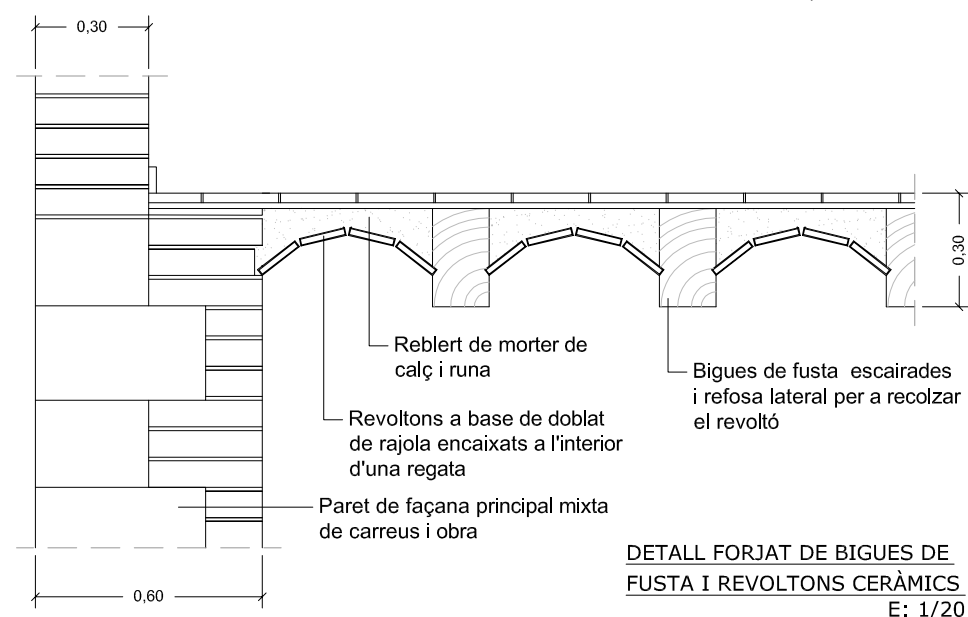 0,30
0,30
Reblert de morter de
calç i runa
Bigues de fusta escairades
i refosa lateral per a recolzar
el revoltó
Revoltons a base de doblat
de rajola encaixats a l'interior
d'una regata
Paret de façana principal mixta
de carreus i obra
DETALL FORJAT DE BIGUES DE
FUSTA I REVOLTONS CERÀMICS
E: 1/20
0,60